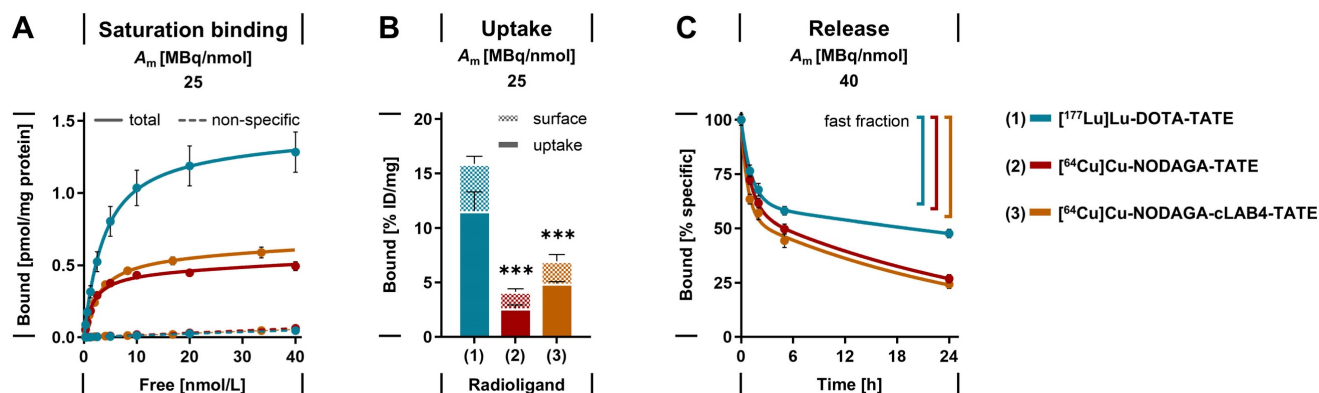 A
Saturation binding
Am [MBq/nmol]
25
Bound [pmol/mg protein]
1.5
1.0
0.5
0.0
total
non-specific
0 10 20 30 40
Free [nmol/L]
B
Uptake
Am [MBq/nmol]
25
Bound [% ID/mg]
20
15
10
5
0
surface
uptake
***
***
(1) (2) (3)
Radioligand
C
Release
Am [MBq/nmol]
40
Bound [% specific]
100
75
50
25
0
fast fraction
0 6 12 18 24
Time [h]
(1) [¹⁷⁷Lu]Lu-DOTA-TATE
(2) [⁶⁴Cu]Cu-NODAGA-TATE
(3) [⁶⁴Cu]Cu-NODAGA-cLAB4-TATE